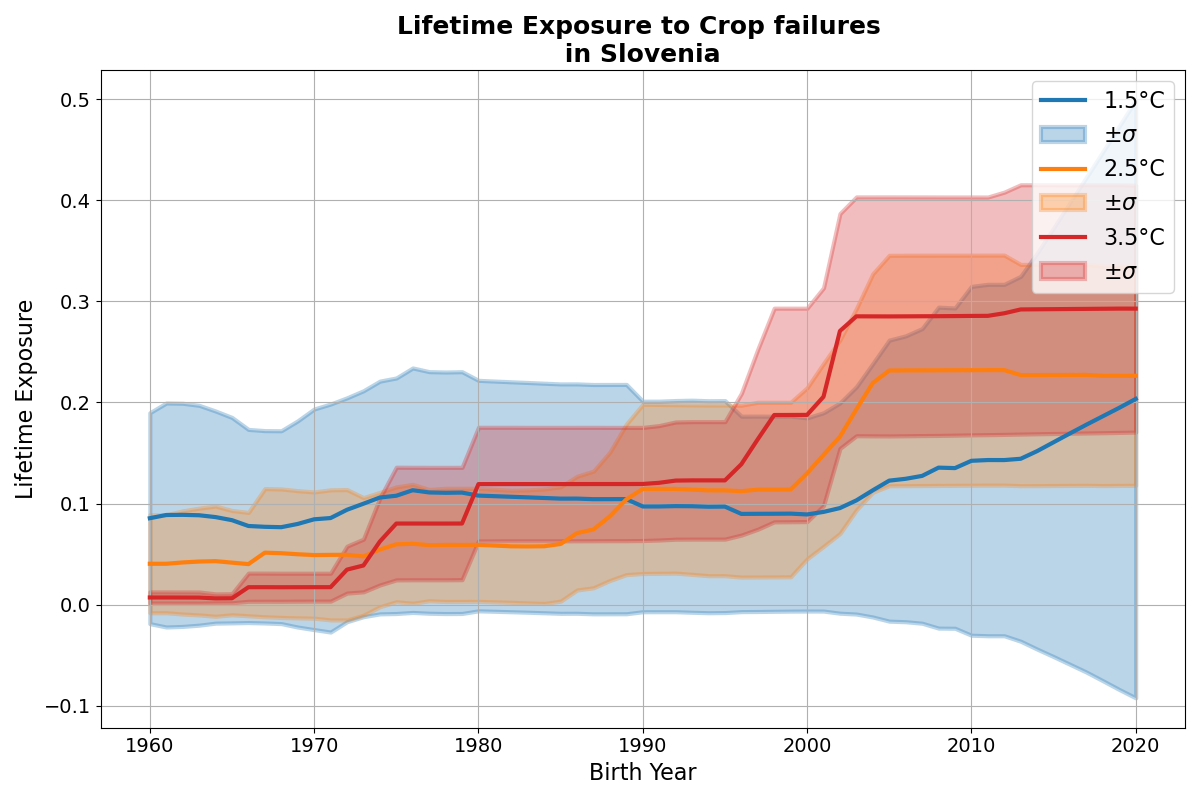 Lifetime Exposure to Crop failures
in Slovenia
1.5°C
±σ
2.5°C
±σ
3.5°C
±σ
Lifetime Exposure
0.5
0.4
0.3
0.2
0.1
0.0
−0.1
1960 1970 1980 1990 2000 2010 2020
Birth Year